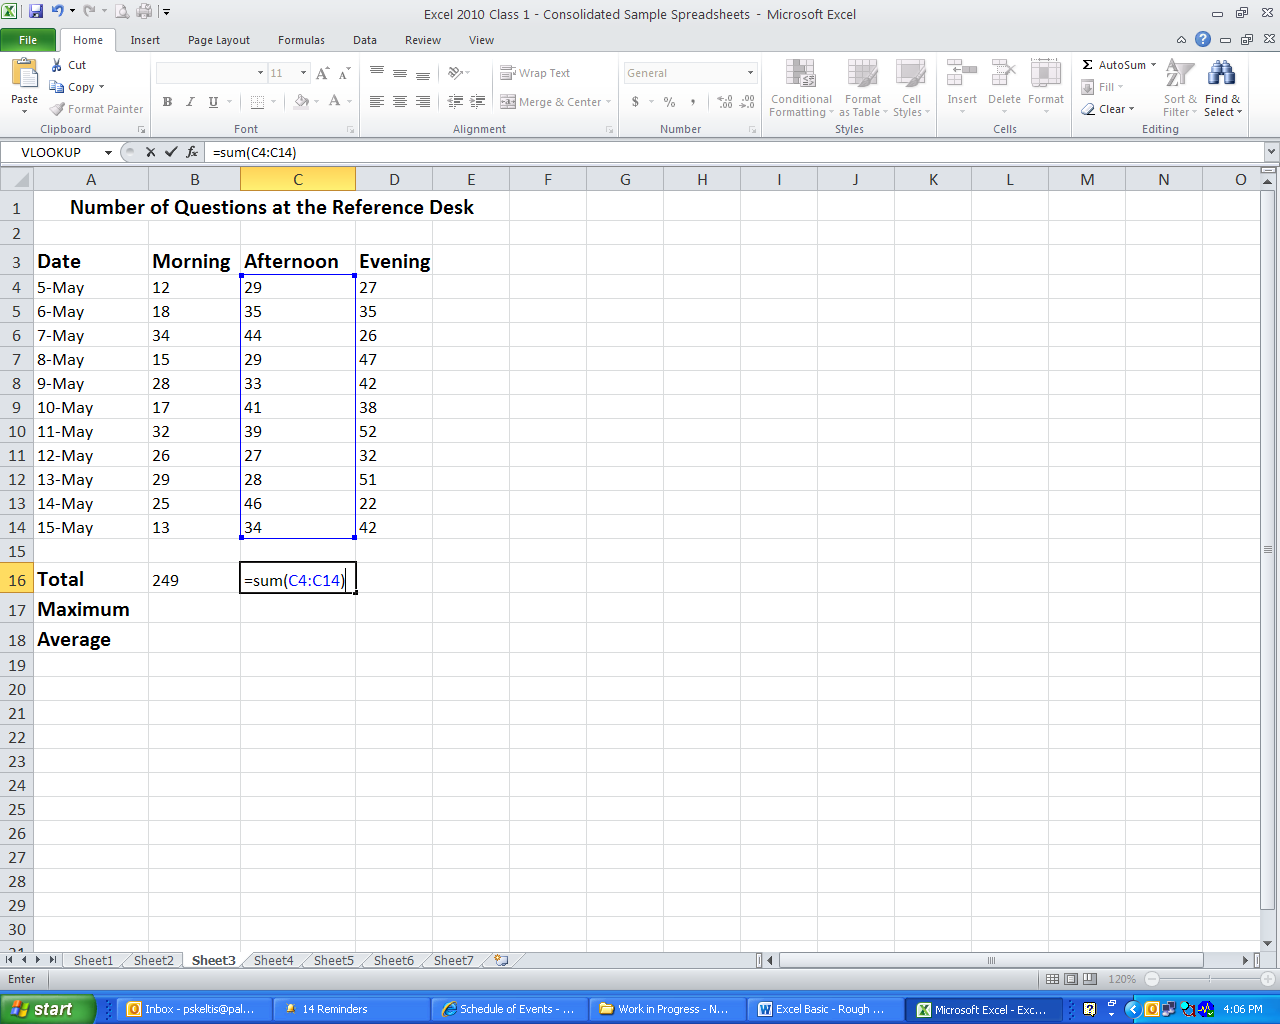 Excel 2010 Class 1 - Consolidated Sample Spreadsheets - Microsoft Excel
File Home Insert Page Layout Formulas Data Review View
Paste
Cut
Copy
Format Painter
Clipboard
11 A A
B I U A
Font
Wrap Text
Merge & Center
Alignment
General
$ % , .00 .00
Number
Conditional Formatting
Format as Table
Cell Styles
Styles
Insert Delete Format
Cells
Σ AutoSum
Fill
Clear
Sort & Filter
Find & Select
Editing
VLOOKUP fx =sum(C4:C14)
A B C D E F G H I J K L M N O
1 Number of Questions at the Reference Desk
2
3 Date Morning Afternoon Evening
4 5-May 12 29 27
5 6-May 18 35 35
6 7-May 34 44 26
7 8-May 15 29 47
8 9-May 28 33 42
9 10-May 17 41 38
10 11-May 32 39 52
11 12-May 26 27 32
12 13-May 29 28 51
13 14-May 25 46 22
14 15-May 13 34 42
15
16 Total 249 =sum(C4:C14)
17 Maximum
18 Average
19
20
21
22
23
24
25
26
27
28
29
30
Sheet1 Sheet2 Sheet3 Sheet4 Sheet5 Sheet6 Sheet7
Enter 120%
start Inbox - pskeltis@pal... 14 Reminders Schedule of Events - ... Work in Progress - N... Excel Basic - Rough ... Microsoft Excel - Exc... 4:06 PM